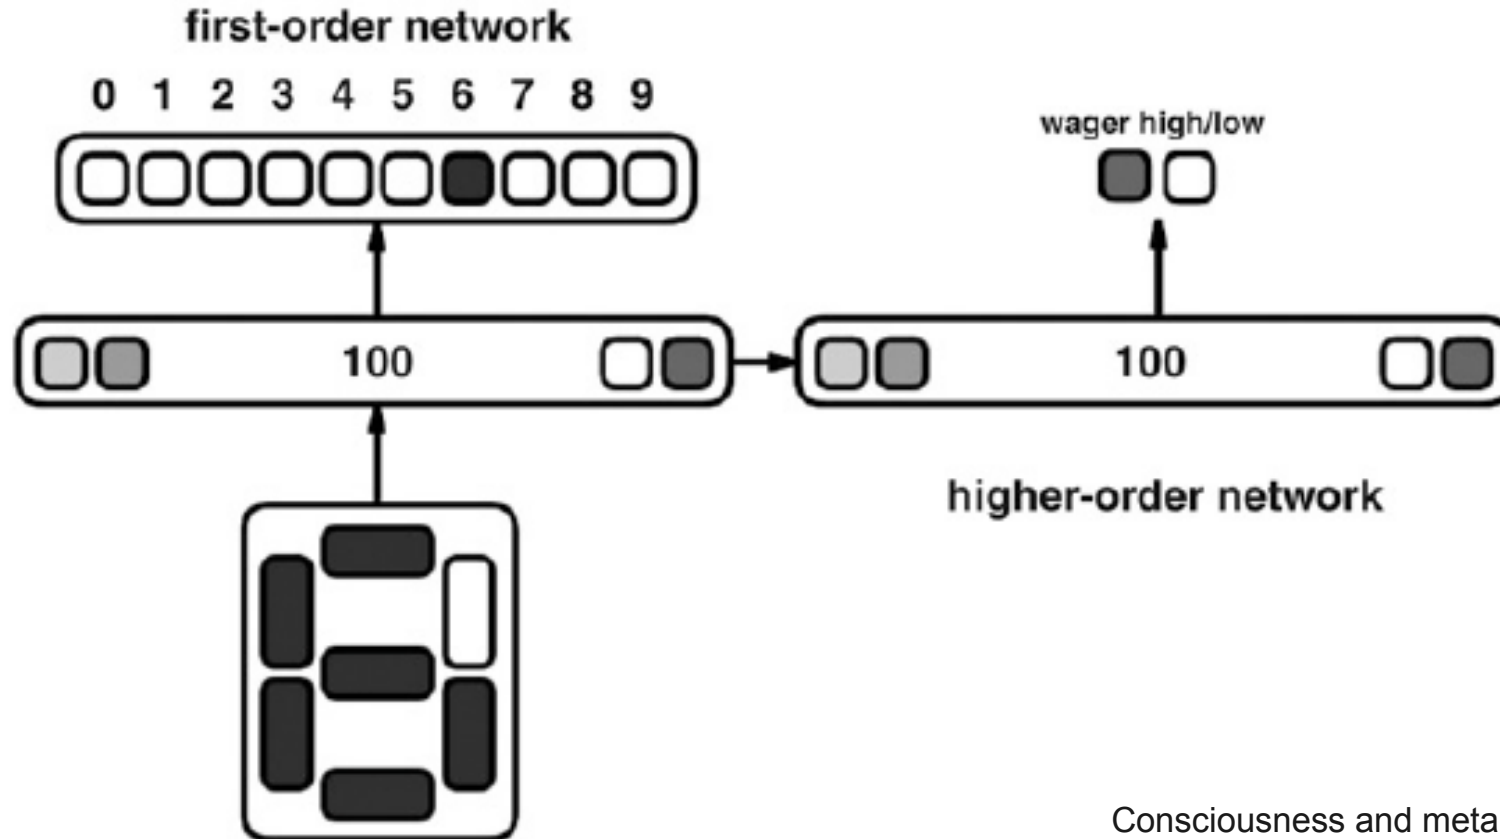 first-order network
0 1 2 3 4 5 6 7 8 9
wager high/low
100
100
higher-order network
Consciousness and meta